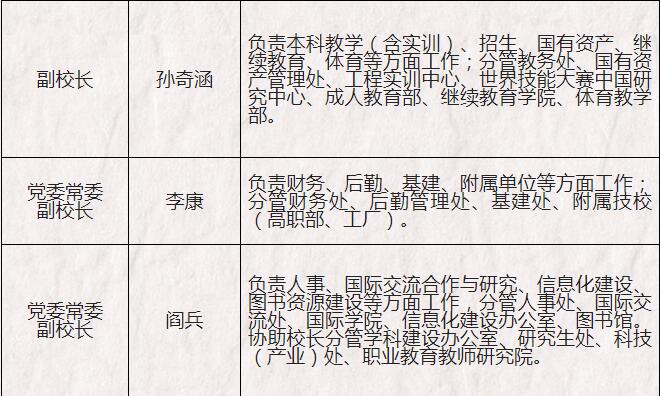 副校长
孙奇涵
负责本科教学（含实训）、招生、国有资产、继
续教育、体育等方面工作；分管教务处、国有资
产管理处、工程实训中心、世界技能大赛中国研
究中心、成人教育部、继续教育学院、体育教学
部。
党委常委
副校长
李康
负责财务、后勤、基建、附属单位等方面工作；
分管财务处、后勤管理处、基建处、附属技校
（高职部、工厂）。
党委常委
副校长
阎兵
负责人事、国际交流合作与研究、信息化建设、
图书资源建设等方面工作，分管人事处、国际交
流处、国际学院、信息化建设办公室、图书馆。
协助校长分管学科建设办公室、研究生处、科技
（产业）处、职业教育教师研究院。